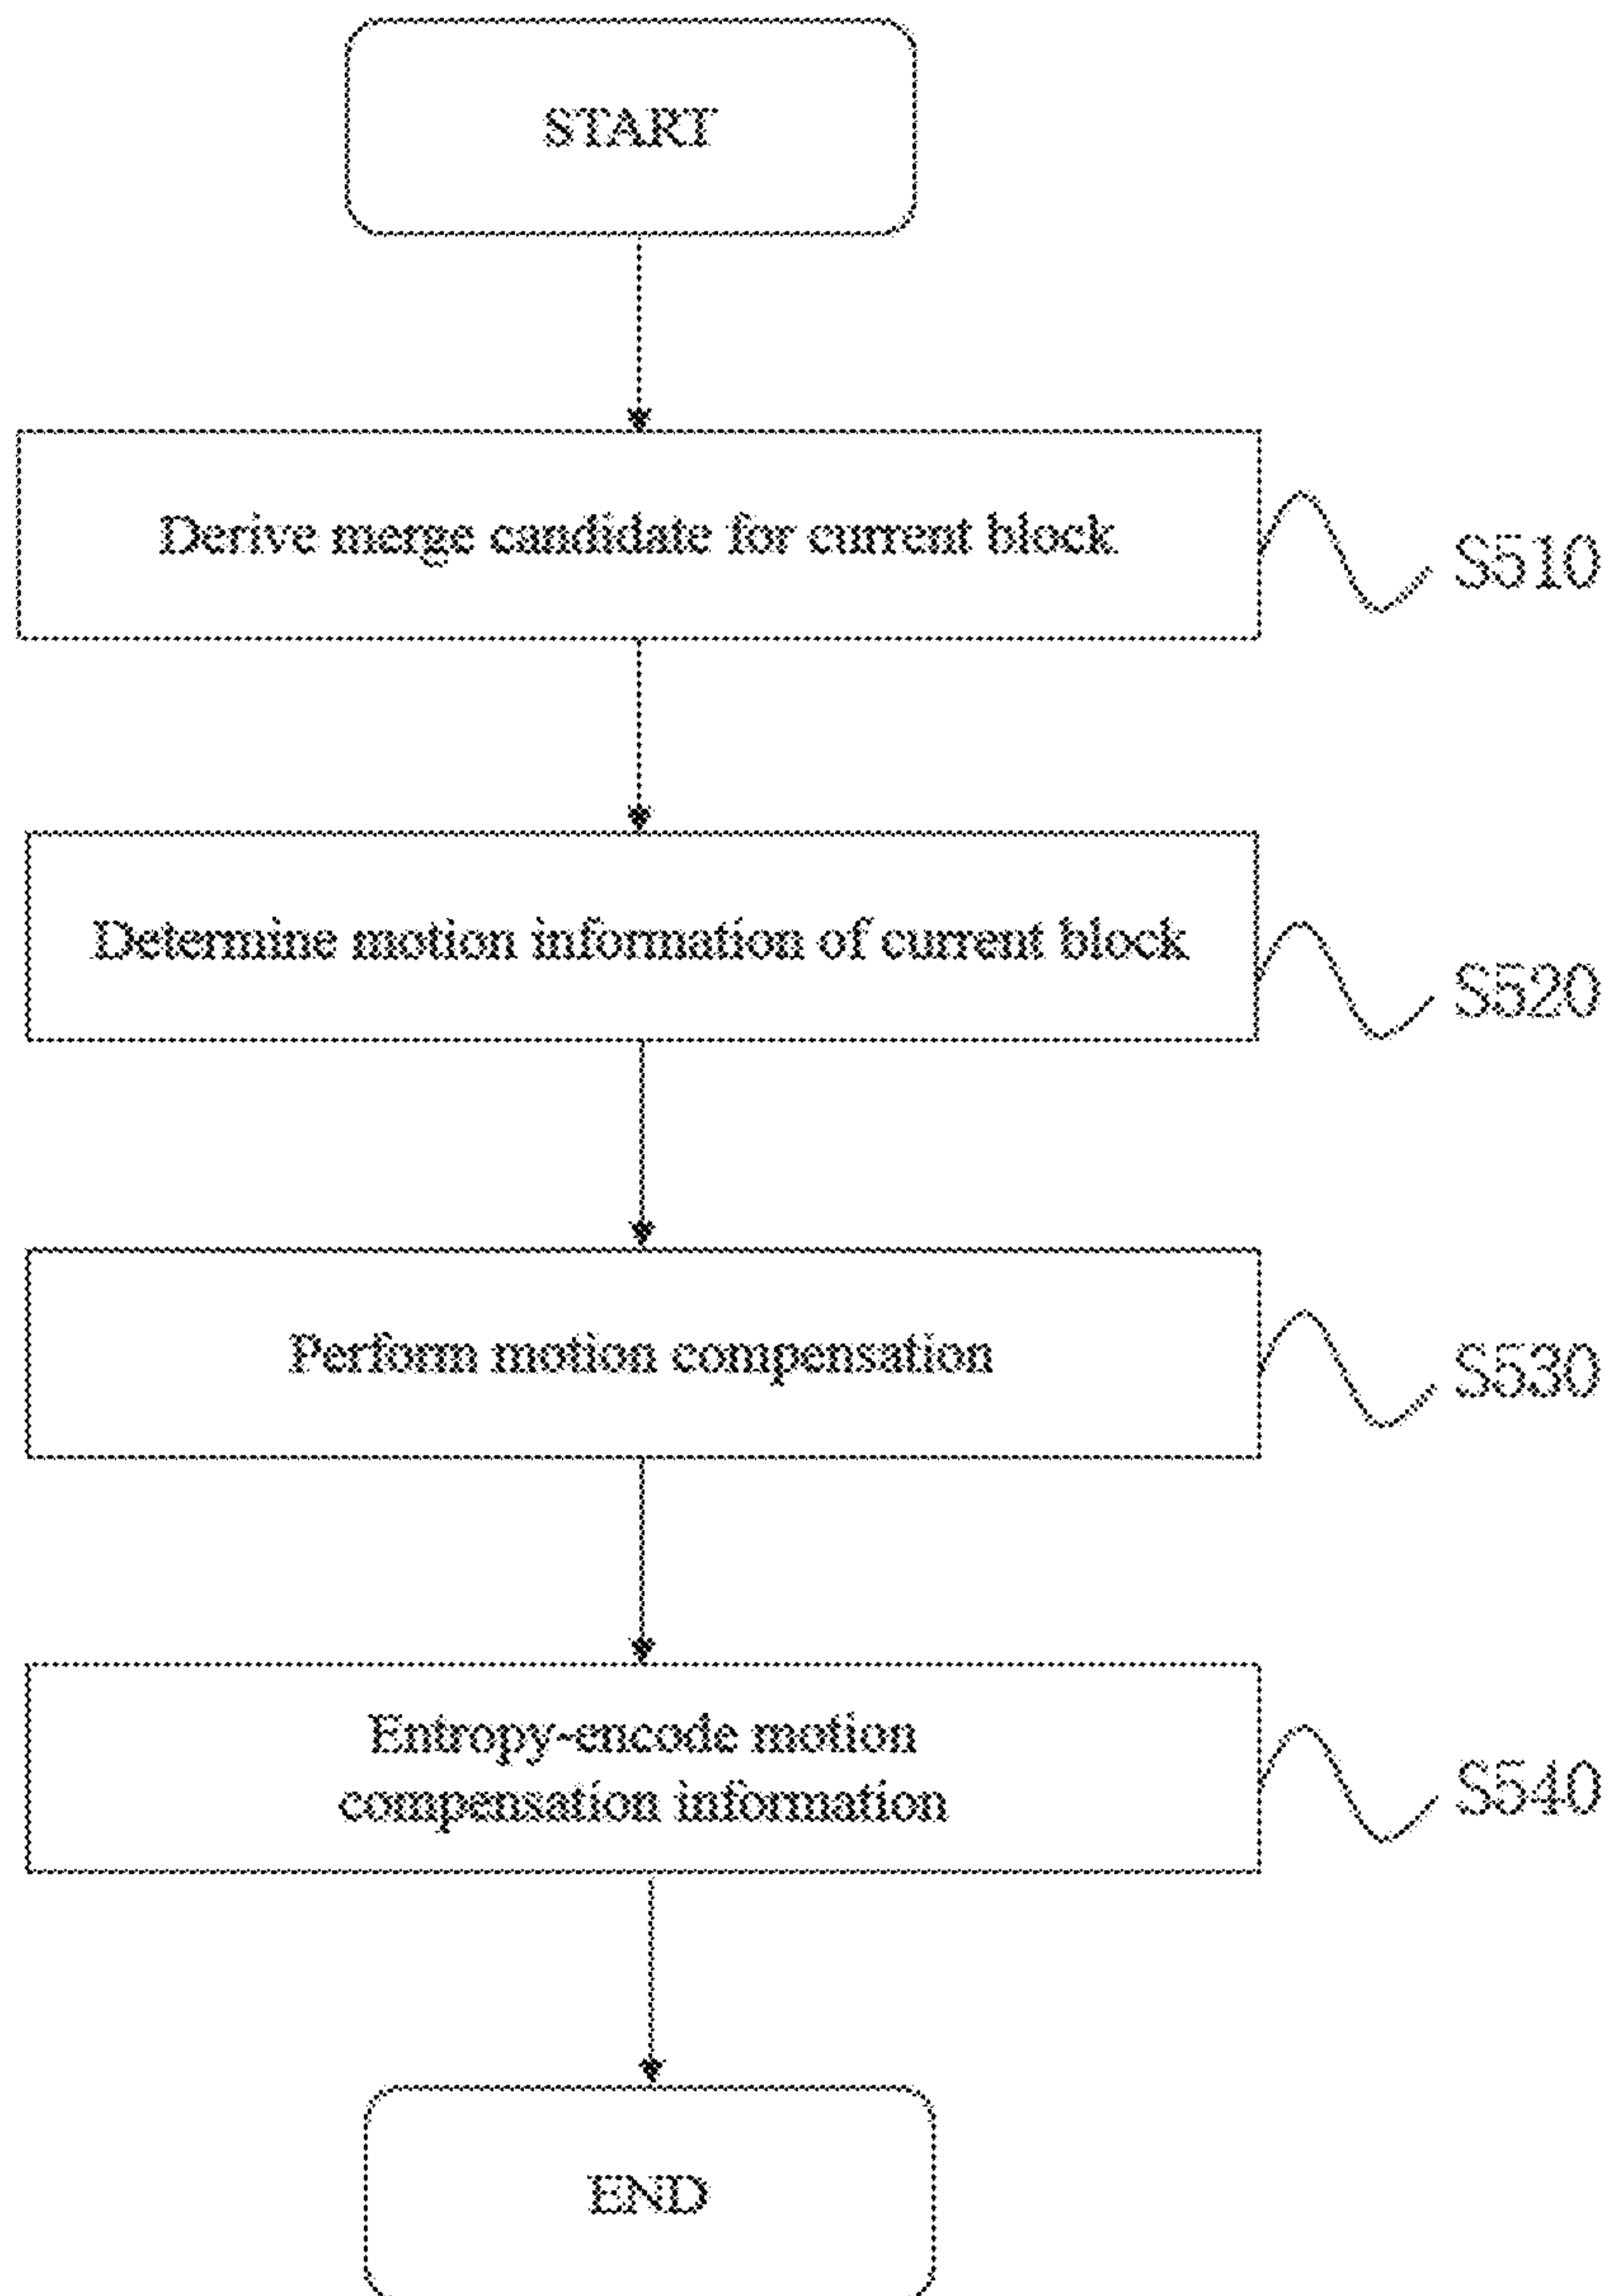 START
Derive merge candidate for current block
S510
Determine motion information of current block
S520
Perform motion compensation
S530
Entropy-encode motion
compensation information
S540
END